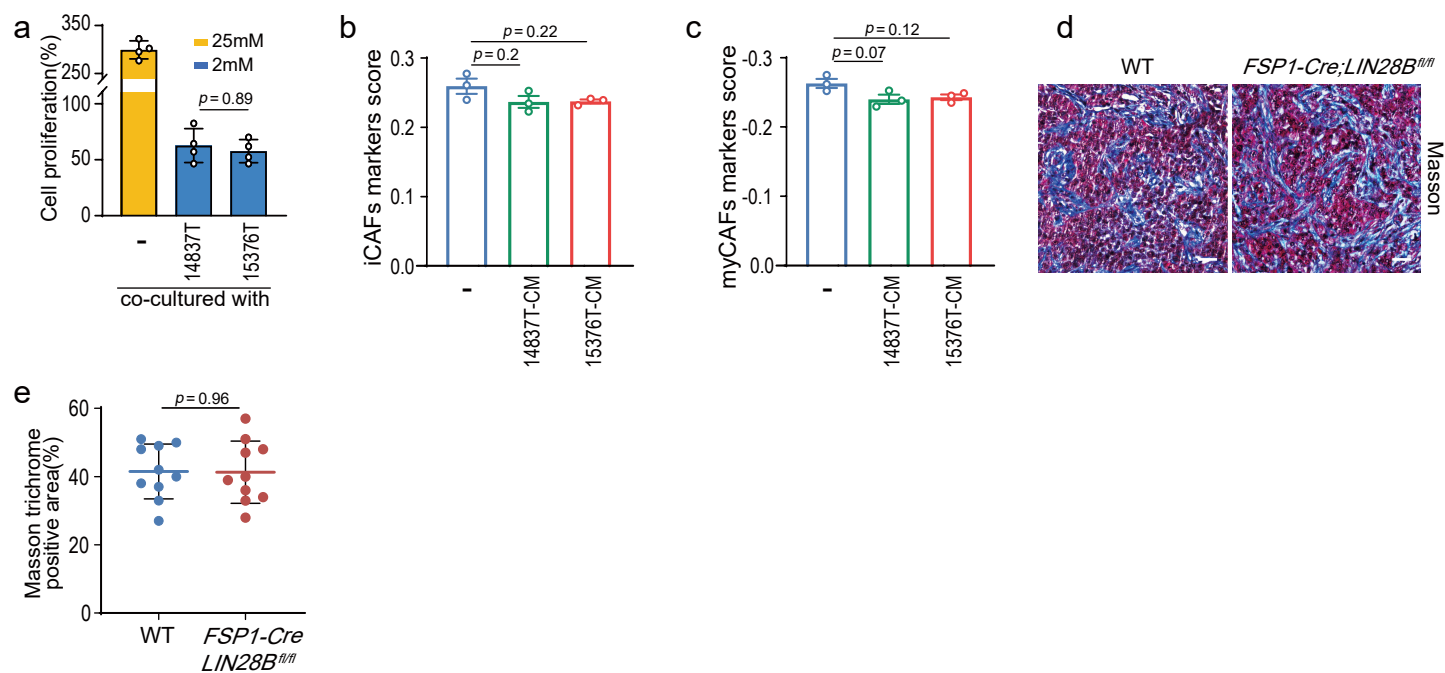 a
350
250
100
50
0
Cell proliferation(%)
25mM
2mM
p = 0.89
-
14837T
15376T
co-cultured with
b
p = 0.22
p = 0.2
0.3
0.2
0.1
0.0
iCAFs markers score
-
14837T-CM
15376T-CM
c
p = 0.12
p = 0.07
-0.3
-0.2
-0.1
0.0
myCAFs markers score
-
14837T-CM
15376T-CM
d
WT
FSP1-Cre;LIN28Bfl/fl
Masson
e
p = 0.96
60
40
20
0
Masson trichrome
positive area(%)
WT
FSP1-Cre
LIN28Bfl/fl